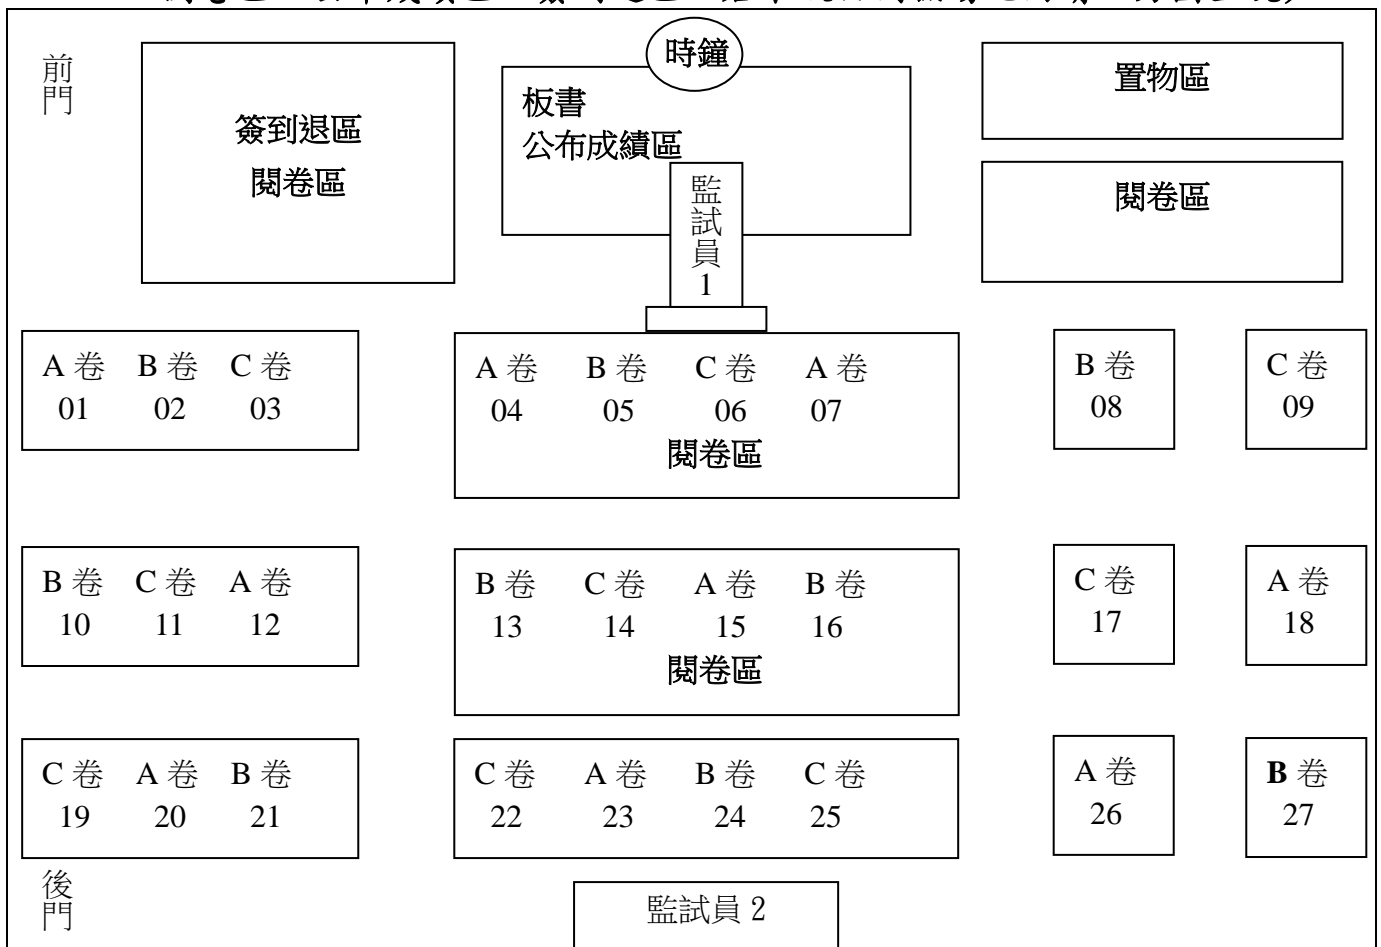 前門
時鐘
簽到退區
閱卷區
板書
公布成績區
監試員1
置物區
閱卷區
A卷 B卷 C卷
01 02 03
A卷 B卷 C卷 A卷
04 05 06 07
閱卷區
B卷
08
C卷
09
B卷 C卷 A卷
10 11 12
B卷 C卷 A卷 B卷
13 14 15 16
閱卷區
C卷
17
A卷
18
C卷 A卷 B卷
19 20 21
C卷 A卷 B卷 C卷
22 23 24 25
A卷
26
B卷
27
後門
監試員2